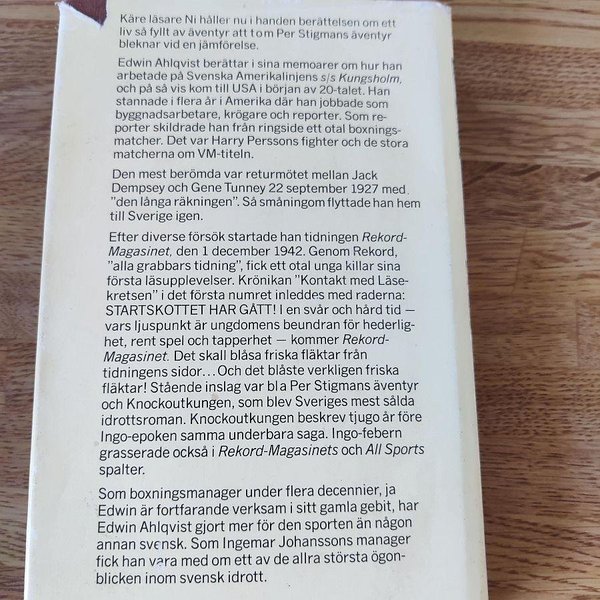 Käre läsare Ni håller nu i handen berättelsen om ett
liv så fyllt av äventyr att t o m Per Stigmans äventyr
bleknar vid en jämförelse.
Edwin Ahlqvist berättar i sina memoarer om hur han
arbetade på Svenska Amerikalinjens s/s Kungsholm,
och på så vis kom till USA i början av 20-talet. Han
stannade i flera år i Amerika där han jobbade som
byggnadsarbetare, krögare och reporter. Som re-
porter skildrade han från ringside ett otal boxnings-
matcher. Det var Harry Perssons fighter och de stora
matcherna om VM-titeln.
Den mest berömda var returmötet mellan Jack
Dempsey och Gene Tunney 22 september 1927 med
"den långa räkningen". Så småningom flyttade han hem
till Sverige igen.
Efter diverse försök startade han tidningen Rekord-
Magasinet, den 1 december 1942. Genom Rekord,
"alla grabbars tidning", fick ett otal unga killar sina
första läsupplevelser. Krönikan "Kontakt med Läse-
kretsen" i det första numret inleddes med raderna:
STARTSKOTTET HAR GÅTT! I en svår och hård tid —
vars ljuspunkt är ungdomens beundran för hederlig-
het, rent spel och tapperhet — kommer Rekord-
Magasinet. Det skall blåsa friska fläktar från
tidningens sidor... Och det blåste verkligen friska
fläktar! Stående inslag var bl a Per Stigmans äventyr
och Knockoutkungen, som blev Sveriges mest sålda
idrottsroman. Knockoutkungen beskrev tjugo år före
Ingo-epoken samma underbara saga. Ingo-febern
grasserade också i Rekord-Magasinets och All Sports
spalter.
Som boxningsmanager under flera decennier, ja
Edwin är fortfarande verksam i sitt gamla gebit, har
Edwin Ahlqvist gjort mer för den sporten än någon
annan svensk. Som Ingemar Johanssons manager
fick han vara med om ett av de allra största ögon-
blicken inom svensk idrott.